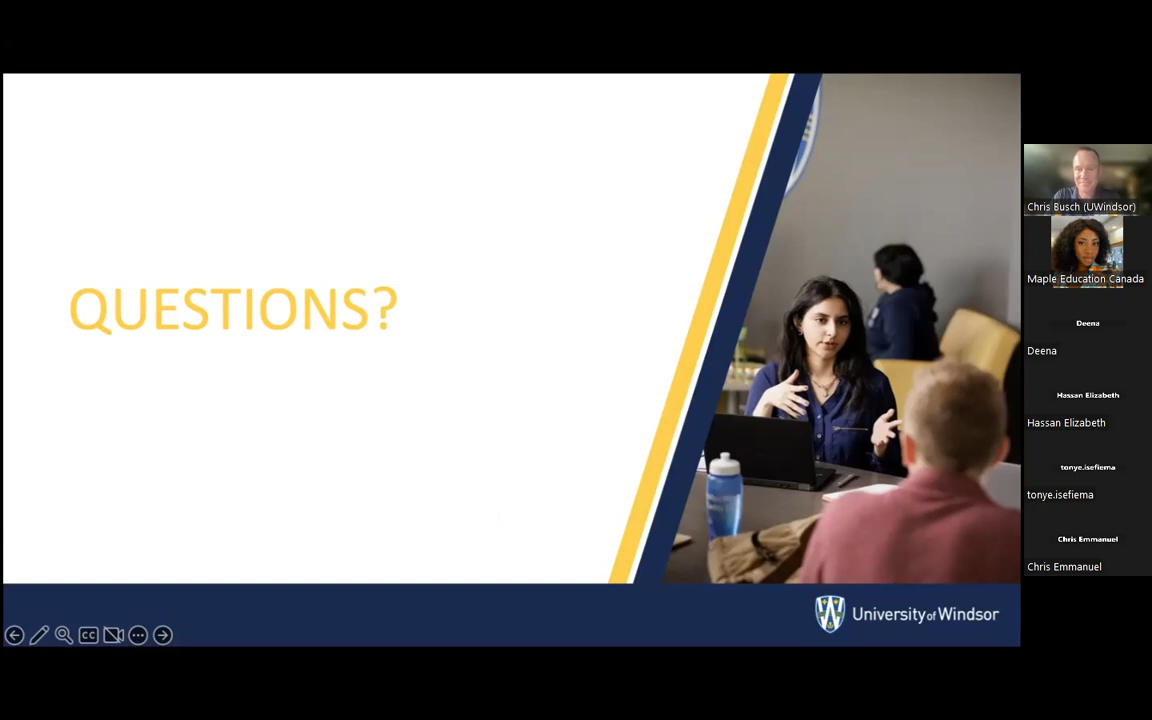 QUESTIONS?
University of Windsor
CC
Chris Busch (UWindsor)
Maple Education Canada
Deena
Deena
Hassan Elizabeth
Hassan Elizabeth
tonye.isefiema
tonye.isefiema
Chris Emmanuel
Chris Emmanuel